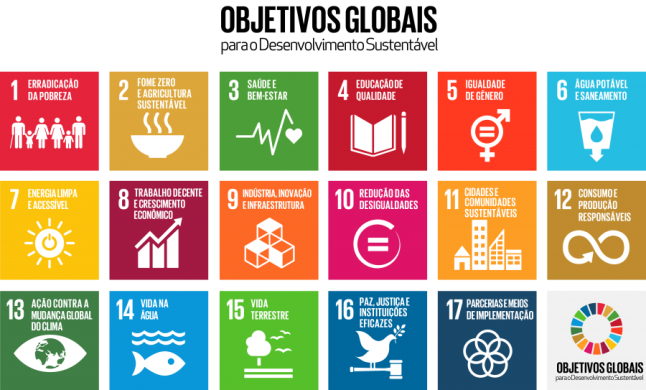 OBJETIVOS GLOBAIS
para o Desenvolvimento Sustentável
1 ERRADICAÇÃO
DA POBREZA
2 FOME ZERO
E AGRICULTURA
SUSTENTÁVEL
3 SAÚDE E
BEM-ESTAR
4 EDUCAÇÃO DE
QUALIDADE
5 IGUALDADE
DE GÊNERO
6 ÁGUA POTÁVEL
E SANEAMENTO
7 ENERGIA LIMPA
E ACESSÍVEL
8 TRABALHO DECENTE
E CRESCIMENTO
ECONÔMICO
9 INDÚSTRIA, INOVAÇÃO
E INFRAESTRUTURA
10 REDUÇÃO DAS
DESIGUALDADES
11 CIDADES E
COMUNIDADES
SUSTENTÁVEIS
12 CONSUMO E
PRODUÇÃO
RESPONSÁVEIS
13 AÇÃO CONTRA A
MUDANÇA GLOBAL
DO CLIMA
14 VIDA NA
ÁGUA
15 VIDA
TERRESTRE
16 PAZ, JUSTIÇA E
INSTITUIÇÕES
EFICAZES
17 PARCERIAS E MEIOS
DE IMPLEMENTAÇÃO
OBJETIVOS GLOBAIS
para o Desenvolvimento Sustentável